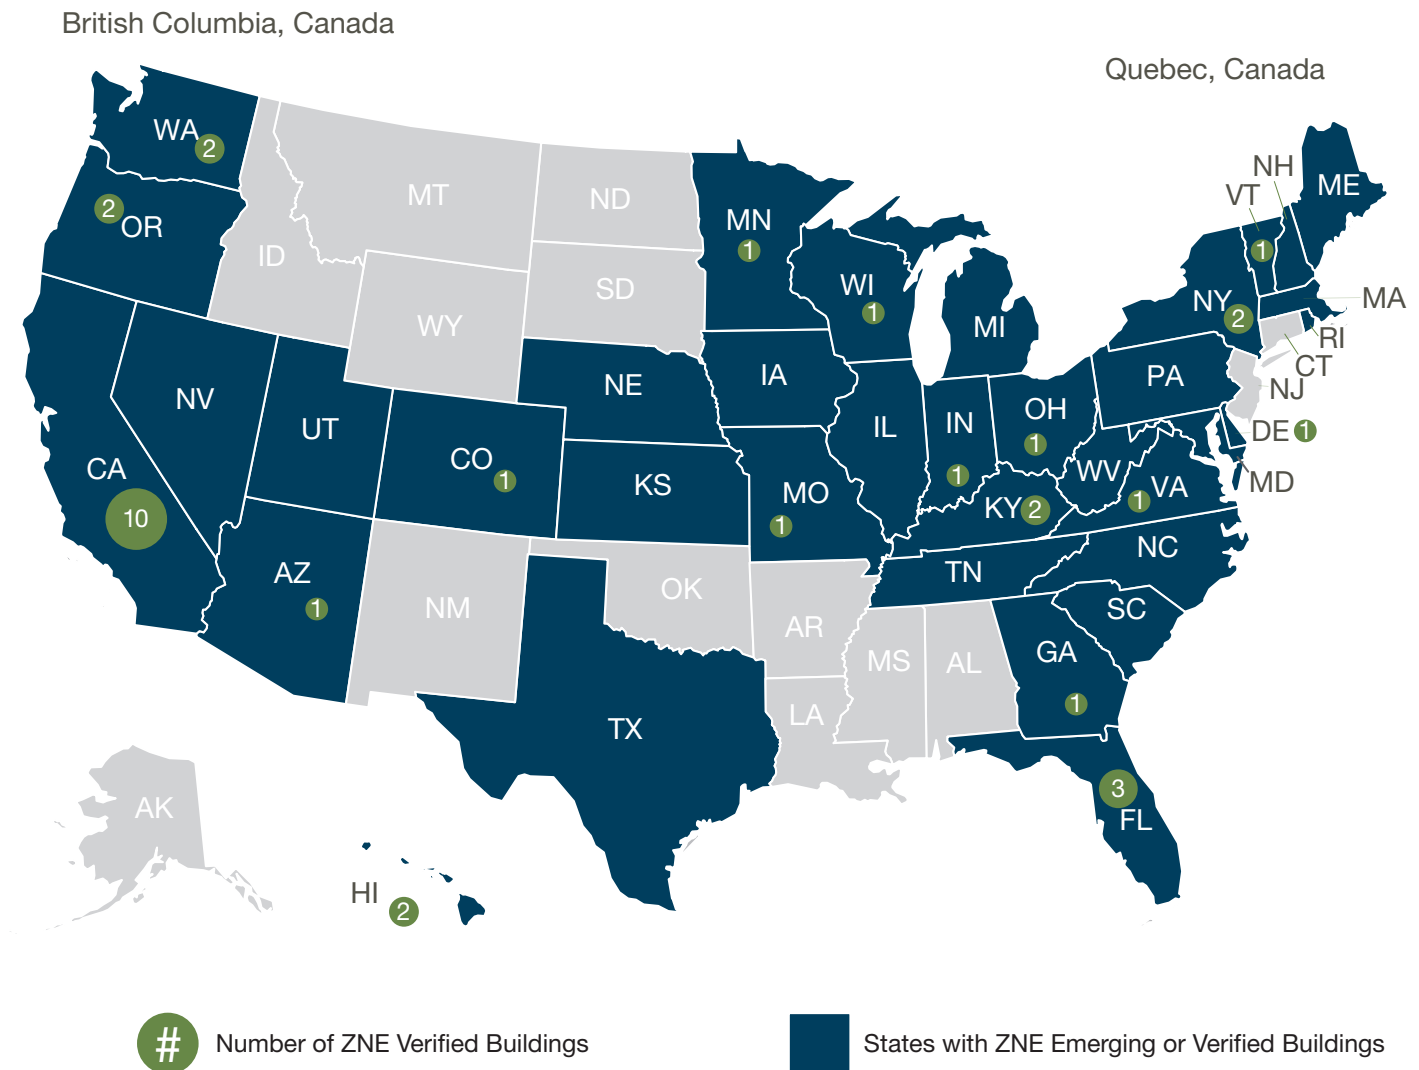 British Columbia, Canada
Quebec, Canada
WA
2
2
OR
ID
MT
ND
SD
WY
MN
1
WI
1
MI
NH
VT
1
ME
NY
2
MA
RI
CT
NJ
PA
DE 1
MD
NV
UT
CA
10
CO
1
NE
IA
KS
MO
1
IL
IN
1
OH
1
WV
VA
1
KY 2
NC
TN
SC
AZ
1
NM
OK
AR
MS
AL
GA
1
LA
TX
3
FL
AK
HI
2
# Number of ZNE Verified Buildings
States with ZNE Emerging or Verified Buildings